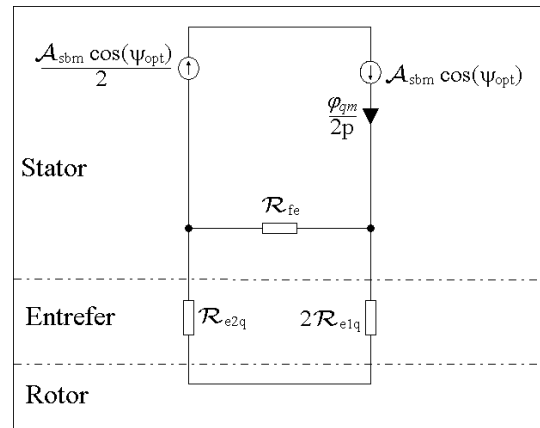 𝒜sbm cos(ψopt)
2
𝒜sbm cos(ψopt)
φqm
2p
Stator
ℛfe
Entrefer
ℛe2q
2ℛe1q
Rotor